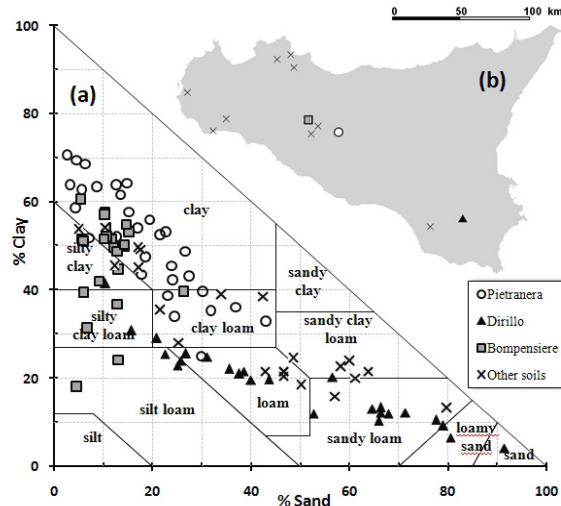 0 50 100 km
100
80
60
40
20
0
% Clay
(a)
(b)
clay
silty
clay
sandy
clay
silty
clay loam
clay loam
sandy clay
loam
silt loam
loam
sandy loam
loamy
sand
sand
silt
Pietranera
Dirillo
Bompensiere
Other soils
0 20 40 60 80 100
% Sand